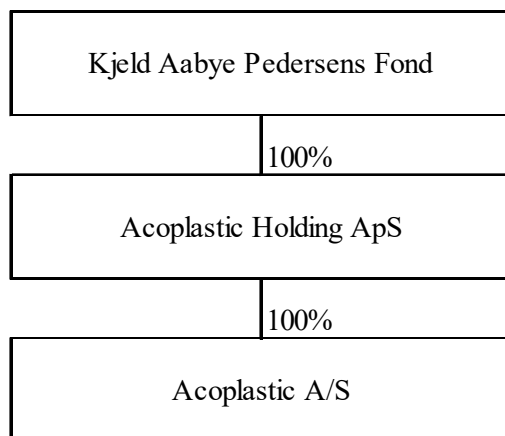 Kjeld Aabye Pedersens Fond
100%
Acoplastic Holding ApS
100%
Acoplastic A/S